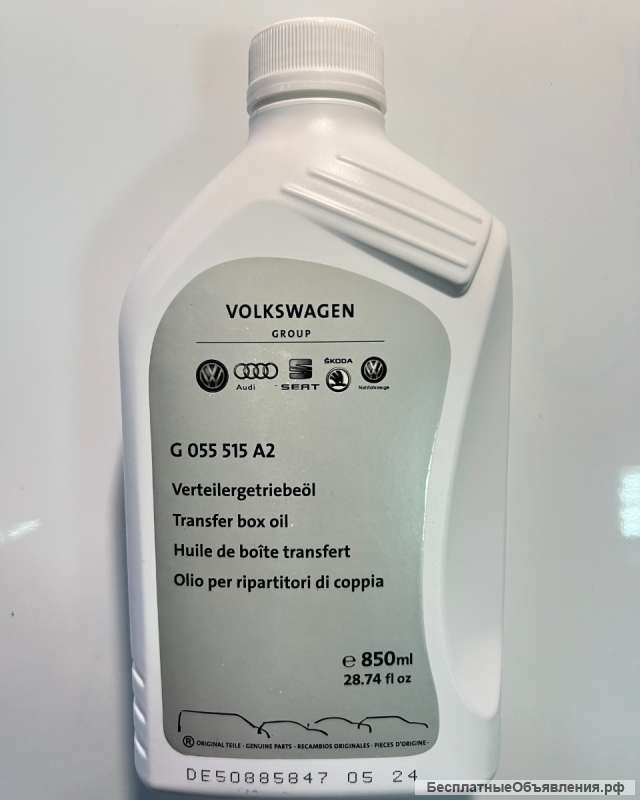 VOLKSWAGEN
GROUP
Audi SEAT ŠKODA Nutzfahrzeuge
G 055 515 A2
Verteilergetriebeöl
Transfer box oil
Huile de boîte transfert
Olio per ripartitori di coppia
e 850ml
28.74 fl oz
® ORIGINAL TEILE · GENUINE PARTS · RECAMBIOS ORIGINALES · PIECES D'ORIGINE ·
DE50885847 05 24
БесплатныеОбъявления.рф